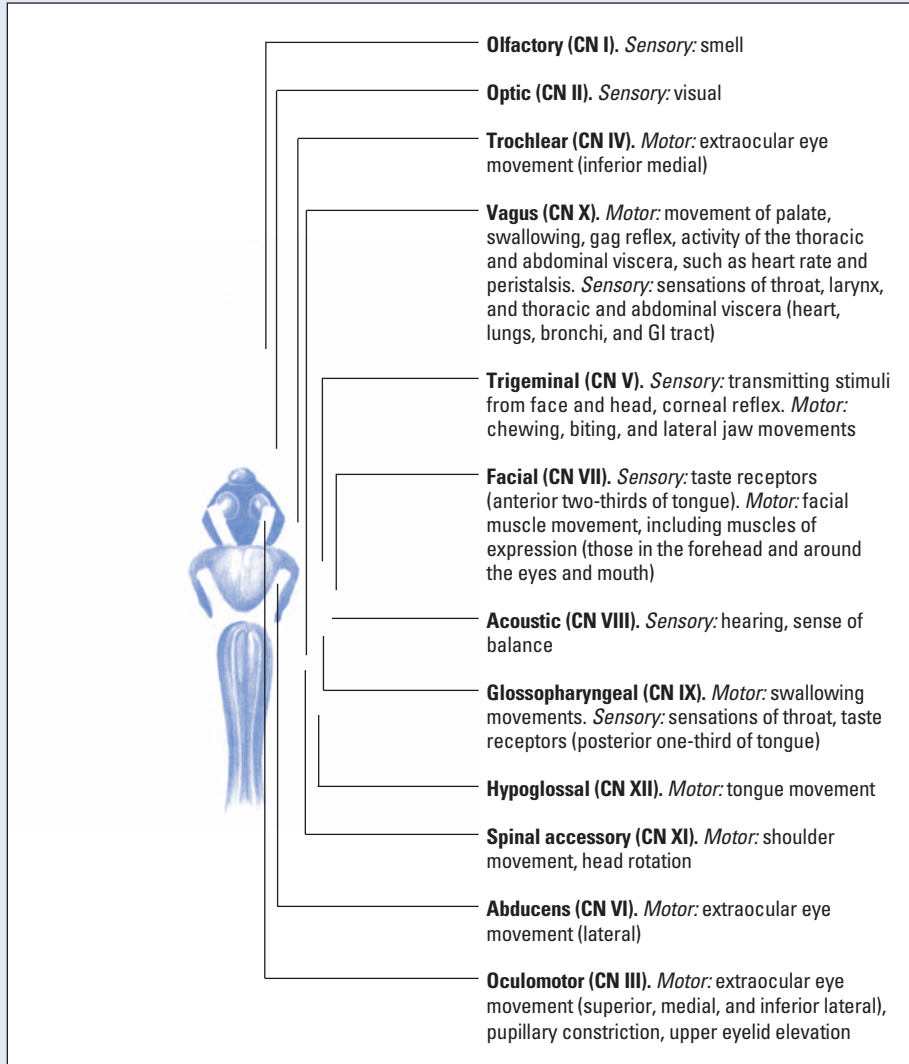 Olfactory (CN I). Sensory: smell
Optic (CN II). Sensory: visual
Trochlear (CN IV). Motor: extraocular eye
movement (inferior medial)
Vagus (CN X). Motor: movement of palate,
swallowing, gag reflex, activity of the thoracic
and abdominal viscera, such as heart rate and
peristalsis. Sensory: sensations of throat, larynx,
and thoracic and abdominal viscera (heart,
lungs, bronchi, and GI tract)
Trigeminal (CN V). Sensory: transmitting stimuli
from face and head, corneal reflex. Motor:
chewing, biting, and lateral jaw movements
Facial (CN VII). Sensory: taste receptors
(anterior two-thirds of tongue). Motor: facial
muscle movement, including muscles of
expression (those in the forehead and around
the eyes and mouth)
Acoustic (CN VIII). Sensory: hearing, sense of
balance
Glossopharyngeal (CN IX). Motor: swallowing
movements. Sensory: sensations of throat, taste
receptors (posterior one-third of tongue)
Hypoglossal (CN XII). Motor: tongue movement
Spinal accessory (CN XI). Motor: shoulder
movement, head rotation
Abducens (CN VI). Motor: extraocular eye
movement (lateral)
Oculomotor (CN III). Motor: extraocular eye
movement (superior, medial, and inferior lateral),
pupillary constriction, upper eyelid elevation